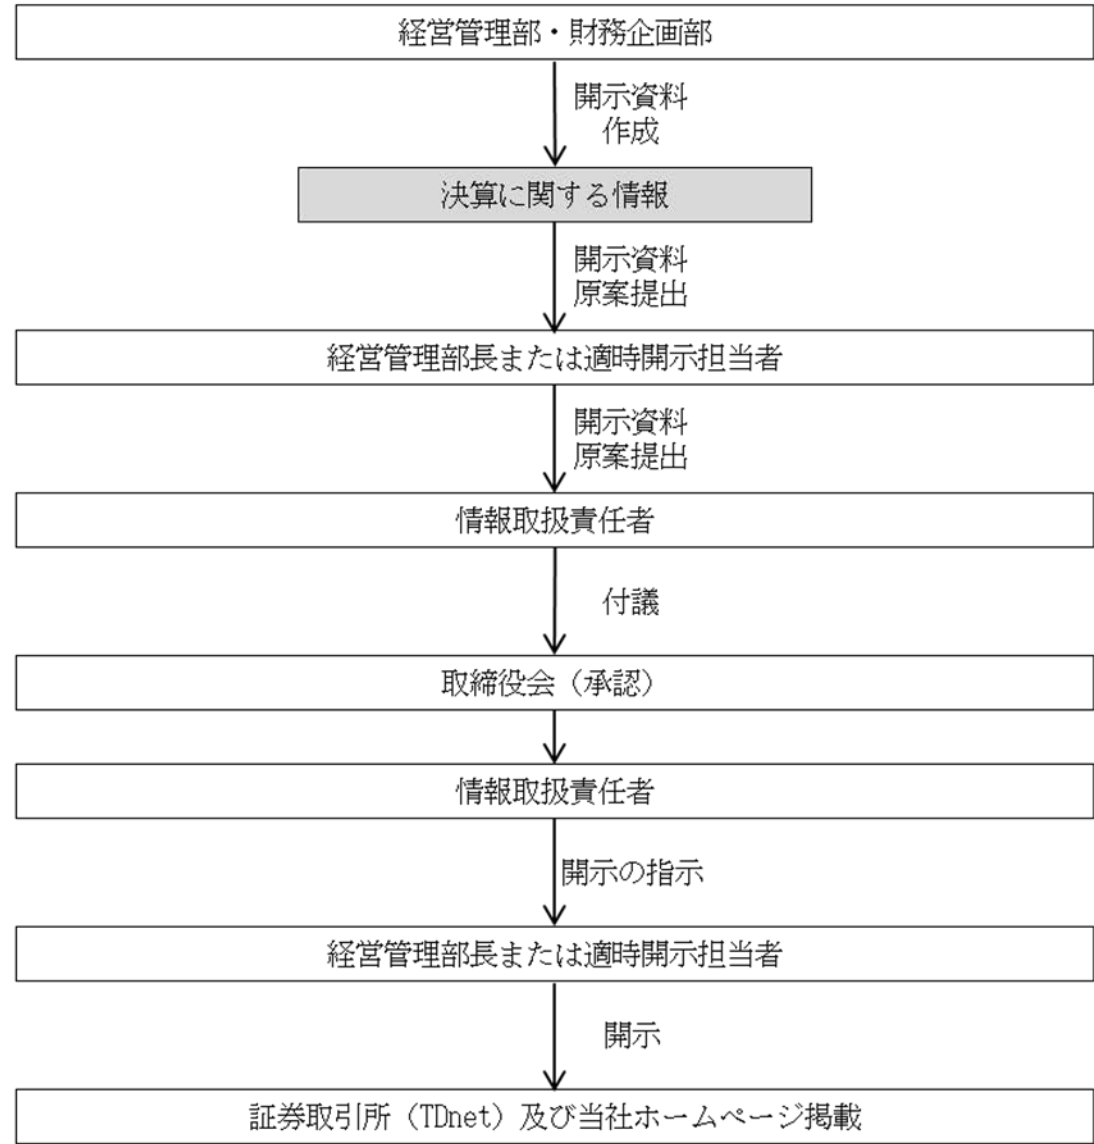 経営管理部・財務企画部
開示資料
作成
決算に関する情報
開示資料
原案提出
経営管理部長または適時開示担当者
開示資料
原案提出
情報取扱責任者
付議
取締役会（承認）
情報取扱責任者
開示の指示
経営管理部長または適時開示担当者
開示
証券取引所（TDnet）及び当社ホームページ掲載